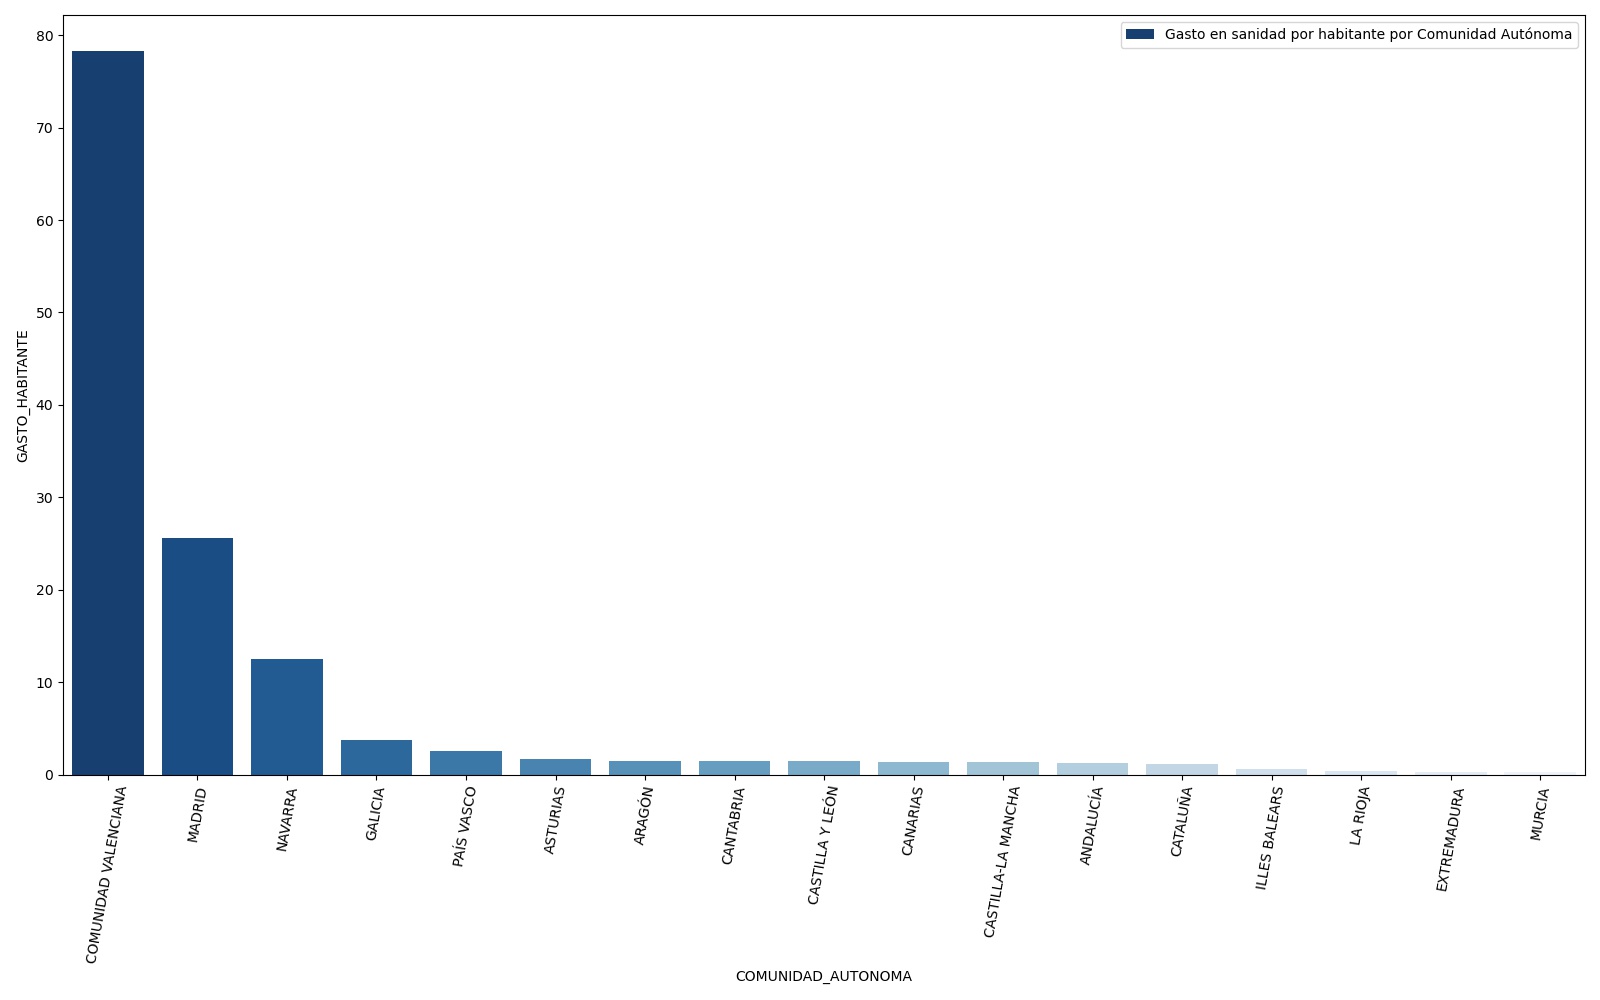 Gasto en sanidad por habitante por Comunidad Autónoma
GASTO_HABITANTE
80
70
60
50
40
30
20
10
0
COMUNIDAD VALENCIANA
MADRID
NAVARRA
GALICIA
PAÍS VASCO
ASTURIAS
ARAGÓN
CANTABRIA
CASTILLA Y LEÓN
CANARIAS
CASTILLA-LA MANCHA
ANDALUCÍA
CATALUÑA
ILLES BALEARS
LA RIOJA
EXTREMADURA
MURCIA
COMUNIDAD_AUTONOMA